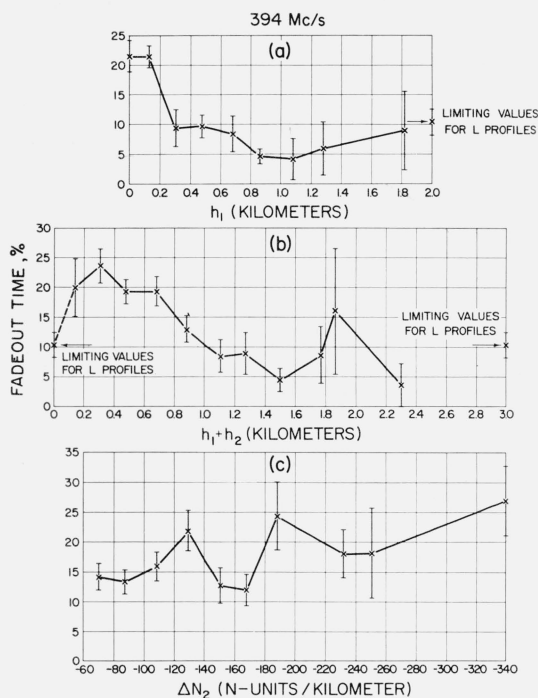 394 Mc/s
(a)
25
20
15
10
5
0
LIMITING VALUES
FOR L PROFILES
0 0.2 0.4 0.6 0.8 1.0 1.2 1.4 1.6 1.8 2.0
h₁ (KILOMETERS)
FADEOUT TIME, %
(b)
30
25
20
15
10
5
0
LIMITING VALUES
FOR L PROFILES
LIMITING VALUES
FOR L PROFILES
0 0.2 0.4 0.6 0.8 1.0 1.2 1.4 1.6 1.8 2.0 2.2 2.4 2.6 2.8 3.0
h₁+h₂ (KILOMETERS)
(c)
35
30
25
20
15
10
5
0
-60 -80 -100 -120 -140 -160 -180 -200 -220 -240 -260 -280 -300 -320 -340
ΔN₂ (N-UNITS/KILOMETER)